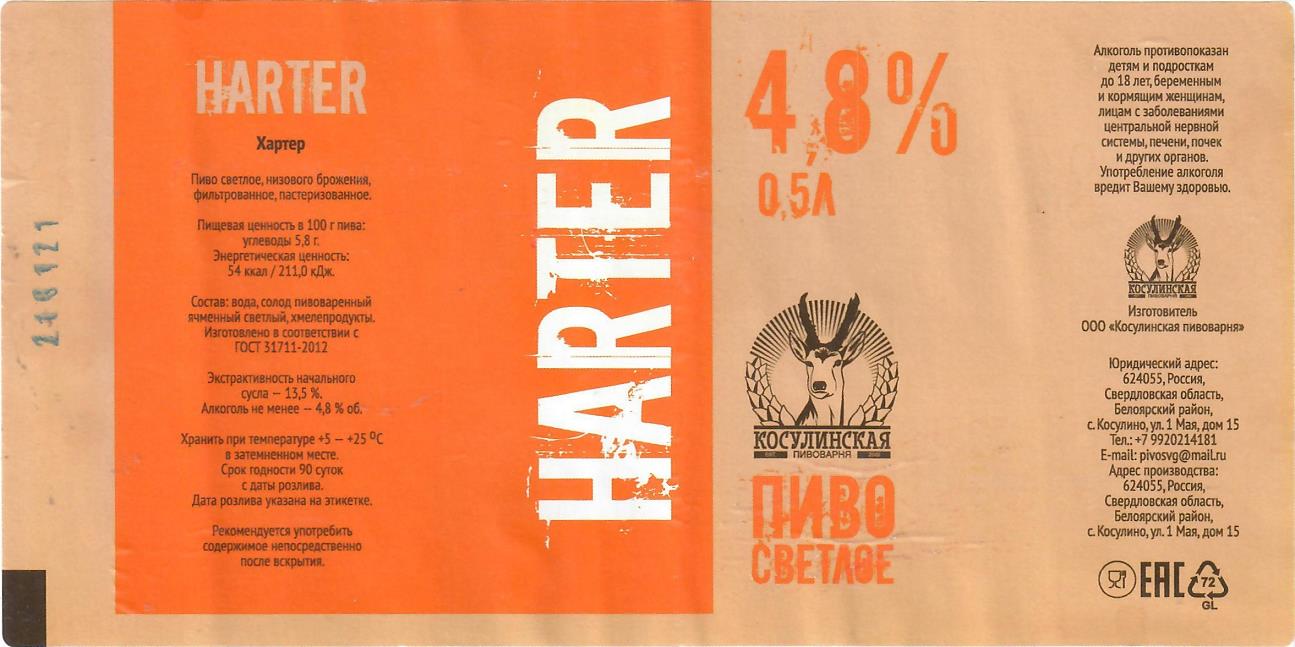 210121
HARTER
Хартер
Пиво светлое, низового брожения,
фильтрованное, пастеризованное.
Пищевая ценность в 100 г пива:
углеводы 5,8 г.
Энергетическая ценность:
54 ккал / 211,0 кДж.
Состав: вода, солод пивоваренный
ячменный светлый, хмелепродукты.
Изготовлено в соответствии с
ГОСТ 31711-2012
Экстрактивность начального
сусла – 13,5 %.
Алкоголь не менее – 4,8 % об.
Хранить при температуре +5 – +25 ºС
в затемненном месте.
Срок годности 90 суток
с даты розлива.
Дата розлива указана на этикетке.
Рекомендуется употребить
содержимое непосредственно
после вскрытия.
HARTER
4,8%
0,5Л
КОСУЛИНСКАЯ
ПИВОВАРНЯ
ПИВО
СВЕТЛОЕ
Алкоголь противопоказан
детям и подросткам
до 18 лет, беременным
и кормящим женщинам,
лицам с заболеваниями
центральной нервной
системы, печени, почек
и других органов.
Употребление алкоголя
вредит Вашему здоровью.
КОСУЛИНСКАЯ
ПИВОВАРНЯ
Изготовитель
ООО «Косулинская пивоварня»
Юридический адрес:
624055, Россия,
Свердловская область,
Белоярский район,
с. Косулино, ул. 1 Мая, дом 15
Тел.: +7 9920214181
E-mail: pivosvg@mail.ru
Адрес производства:
624055, Россия,
Свердловская область,
Белоярский район,
с. Косулино, ул. 1 Мая, дом 15
ЕАС
72
GL